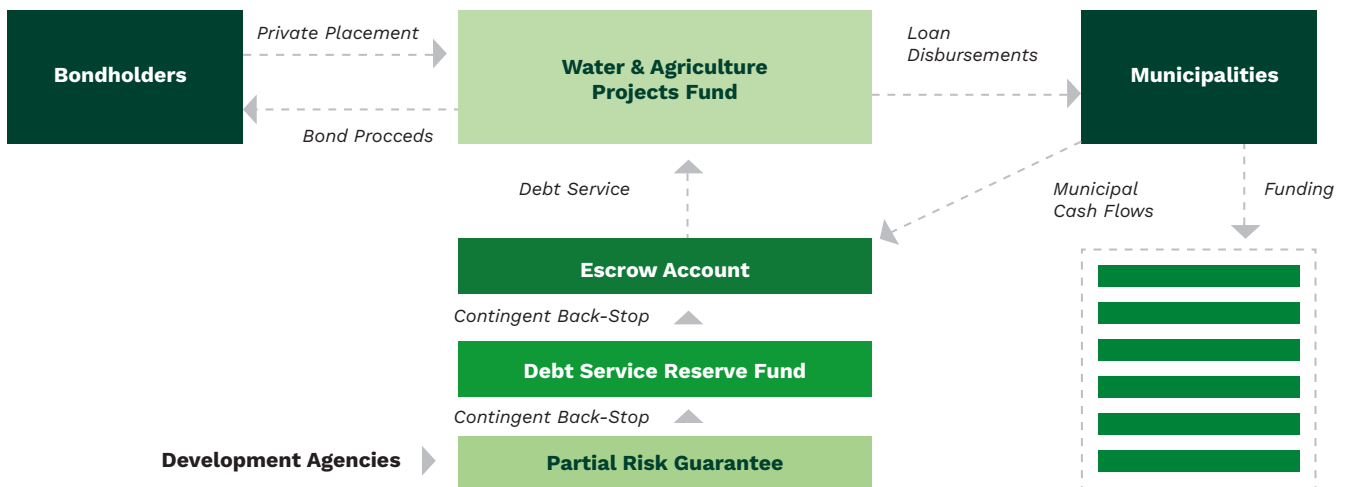 Bondholders
Private Placement
Bond Procceds
Water & Agriculture
Projects Fund
Loan
Disbursements
Municipalities
Debt Service
Municipal
Cash Flows
Funding
Escrow Account
Contingent Back-Stop
Debt Service Reserve Fund
Contingent Back-Stop
Development Agencies
Partial Risk Guarantee